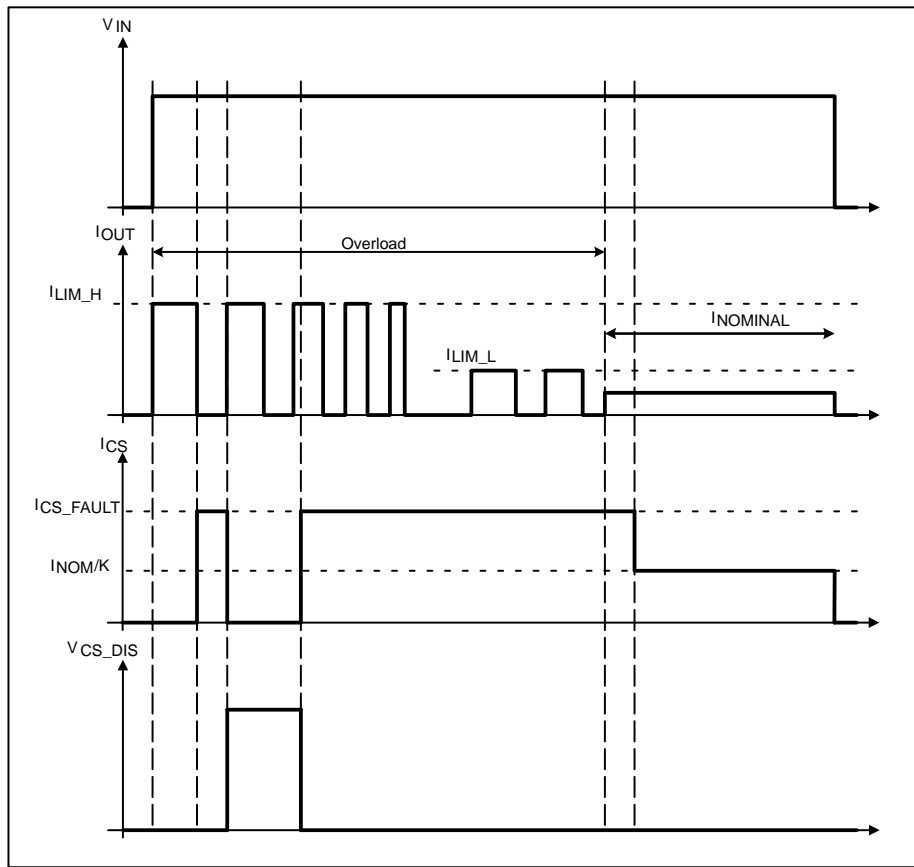 VIN
IOUT
Overload
ILIM_H
INOMINAL
ILIM_L
ICS
ICS_FAULT
INOM/K
VCS_DIS